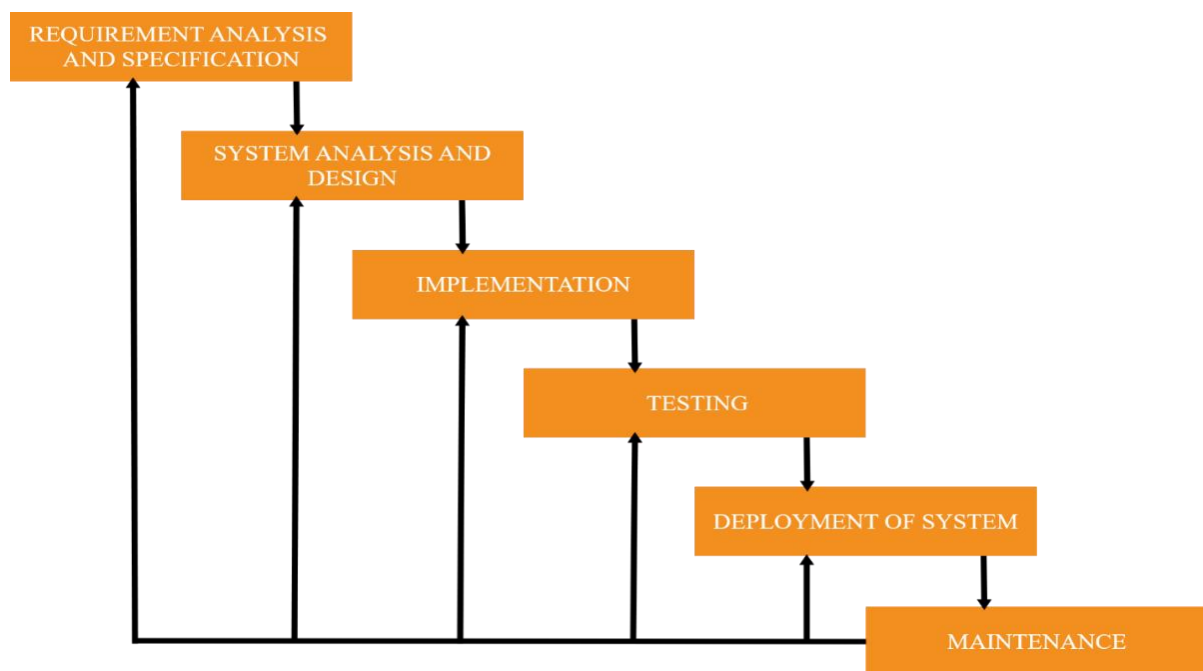 REQUIREMENT ANALYSIS
AND SPECIFICATION
SYSTEM ANALYSIS AND
DESIGN
IMPLEMENTATION
TESTING
DEPLOYMENT OF SYSTEM
MAINTENANCE